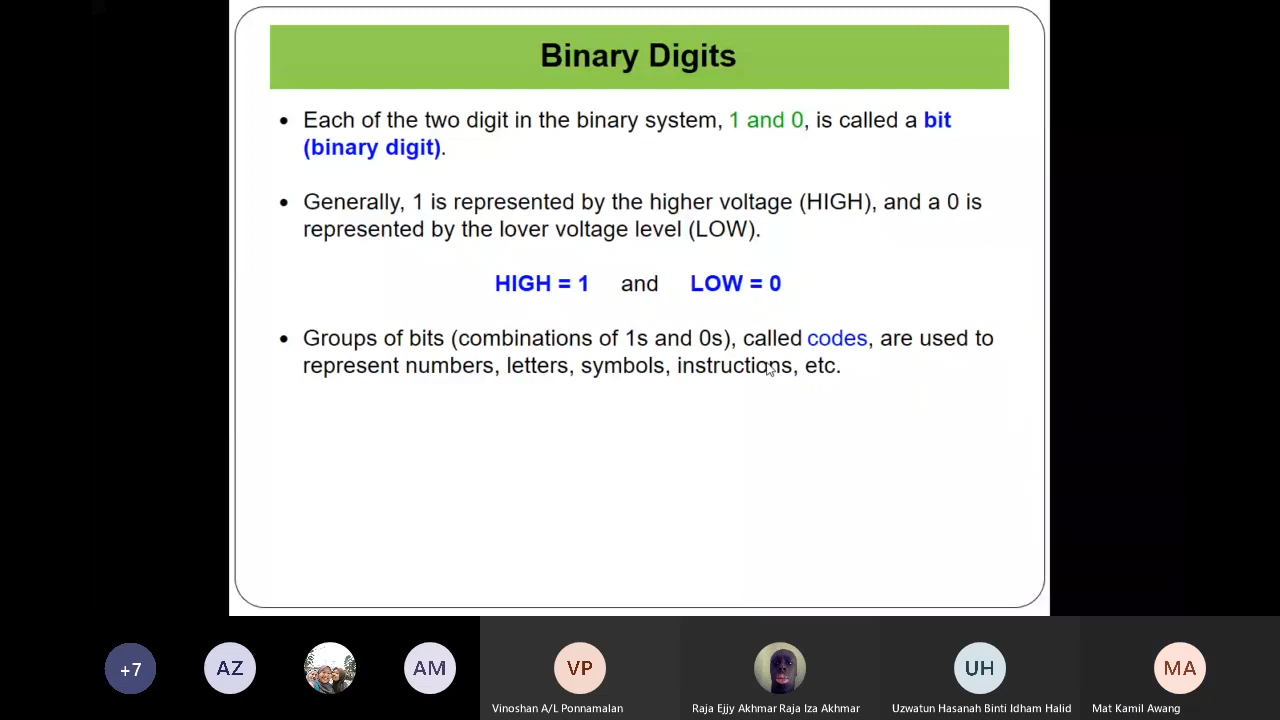 Binary Digits
• Each of the two digit in the binary system, 1 and 0, is called a bit
(binary digit).
• Generally, 1 is represented by the higher voltage (HIGH), and a 0 is
represented by the lover voltage level (LOW).
HIGH = 1 and LOW = 0
• Groups of bits (combinations of 1s and 0s), called codes, are used to
represent numbers, letters, symbols, instructions, etc.
+7
AZ
AM
VP
UH
MA
Vinoshan A/L Ponnamalan
Raja Ejjy Akhmar Raja Iza Akhmar
Uzwatun Hasanah Binti Idham Halid
Mat Kamil Awang